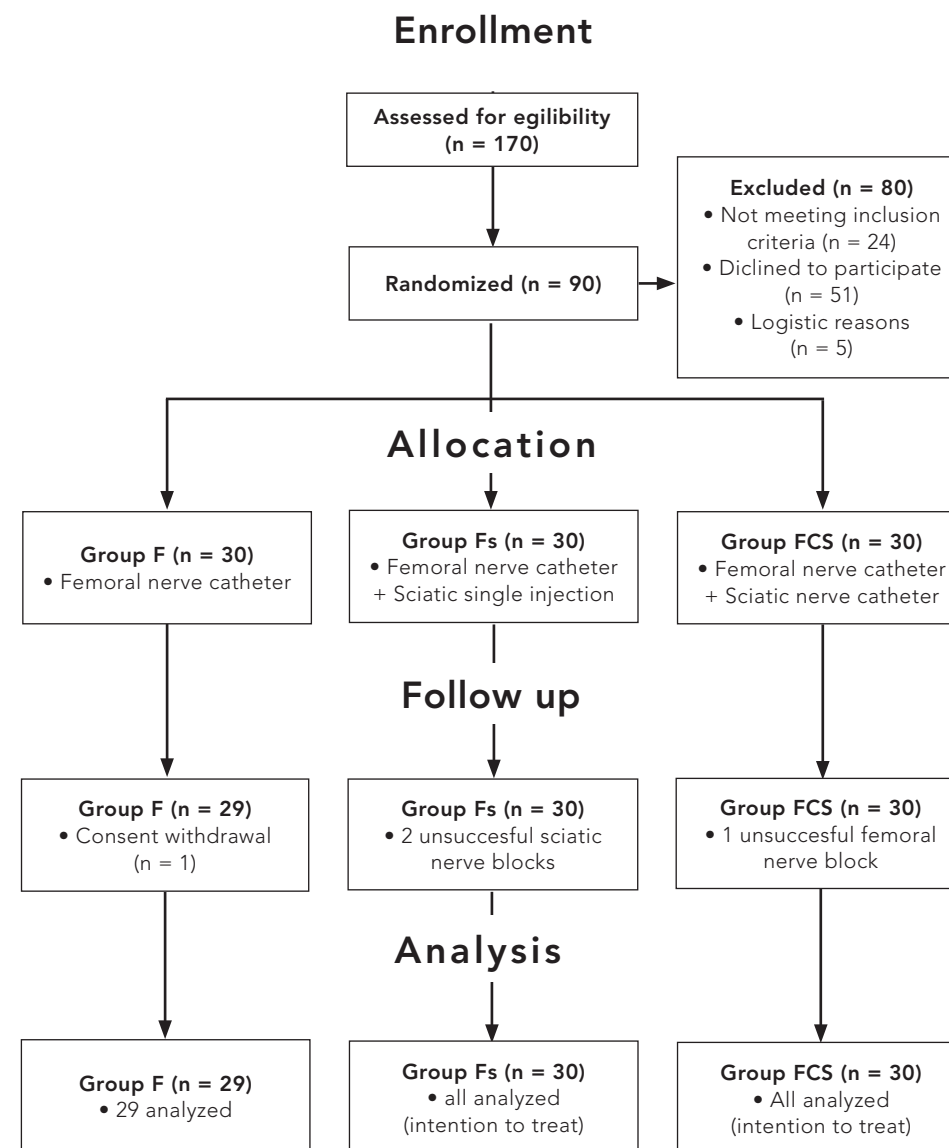 Enrollment
Assessed for egilibility
(n = 170)
Excluded (n = 80)
• Not meeting inclusion
criteria (n = 24)
• Diclined to participate
(n = 51)
• Logistic reasons
(n = 5)
Randomized (n = 90)
Allocation
Group F (n = 30)
• Femoral nerve catheter
Group Fs (n = 30)
• Femoral nerve catheter
+ Sciatic single injection
Group FCS (n = 30)
• Femoral nerve catheter
+ Sciatic nerve catheter
Follow up
Group F (n = 29)
• Consent withdrawal
(n = 1)
Group Fs (n = 30)
• 2 unsuccesful sciatic
nerve blocks
Group FCS (n = 30)
• 1 unsuccesful femoral
nerve block
Analysis
Group F (n = 29)
• 29 analyzed
Group Fs (n = 30)
• all analyzed
(intention to treat)
Group FCS (n = 30)
• All analyzed
(intention to treat)